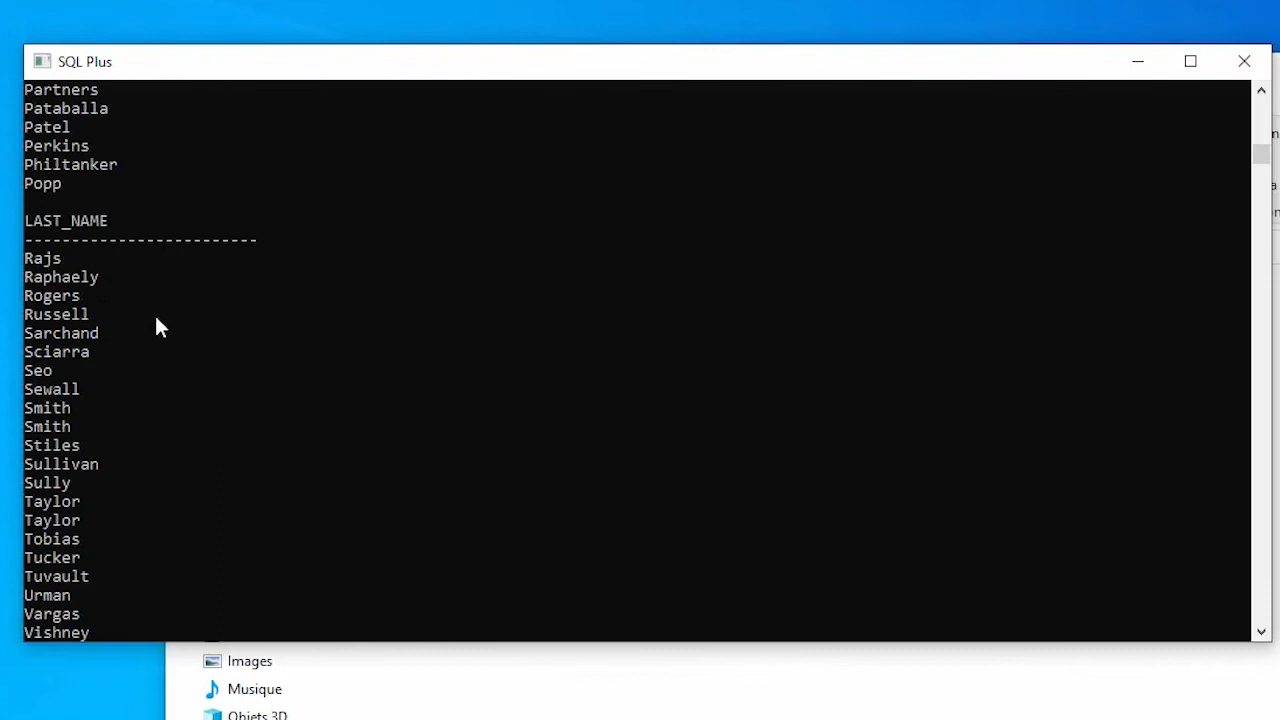 SQL Plus
Partners
Pataballa
Patel
Perkins
Philtanker
Popp
LAST_NAME
-------------------------
Rajs
Raphaely
Rogers
Russell
Sarchand
Sciarra
Seo
Sewall
Smith
Smith
Stiles
Sullivan
Sully
Taylor
Taylor
Tobias
Tucker
Tuvault
Urman
Vargas
Vishney
Images
Musique
Objets 3D